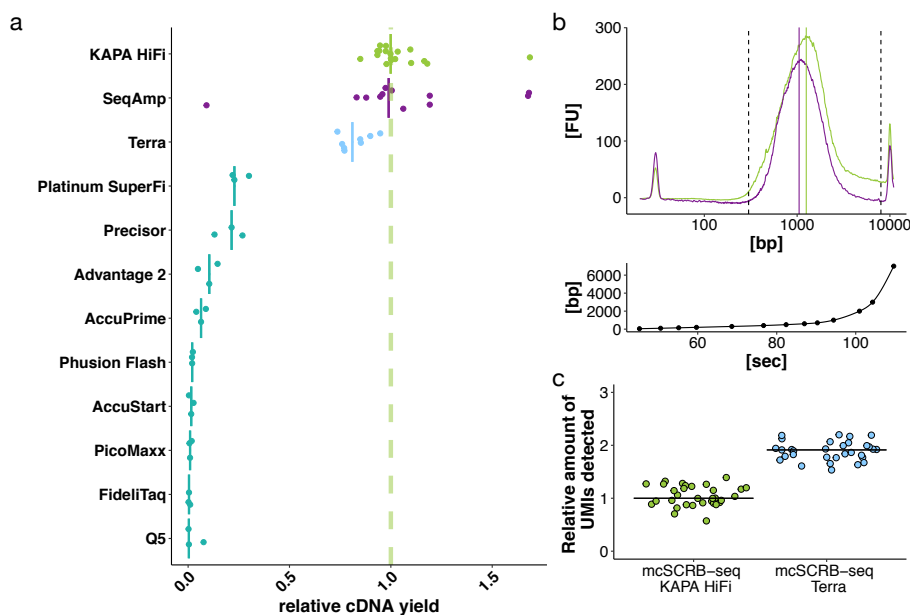 a
KAPA HiFi
SeqAmp
Terra
Platinum SuperFi
Precisor
Advantage 2
AccuPrime
Phusion Flash
AccuStart
PicoMaxx
FideliTaq
Q5
0.0
0.5
1.0
1.5
relative cDNA yield
b
300
200
100
0
[FU]
100
1000
10000
[bp]
6000
4000
2000
0
[bp]
60
80
100
[sec]
c
3
2
1
0
Relative amount of
UMIs detected
mcSCRB−seq
KAPA HiFi
mcSCRB−seq
Terra